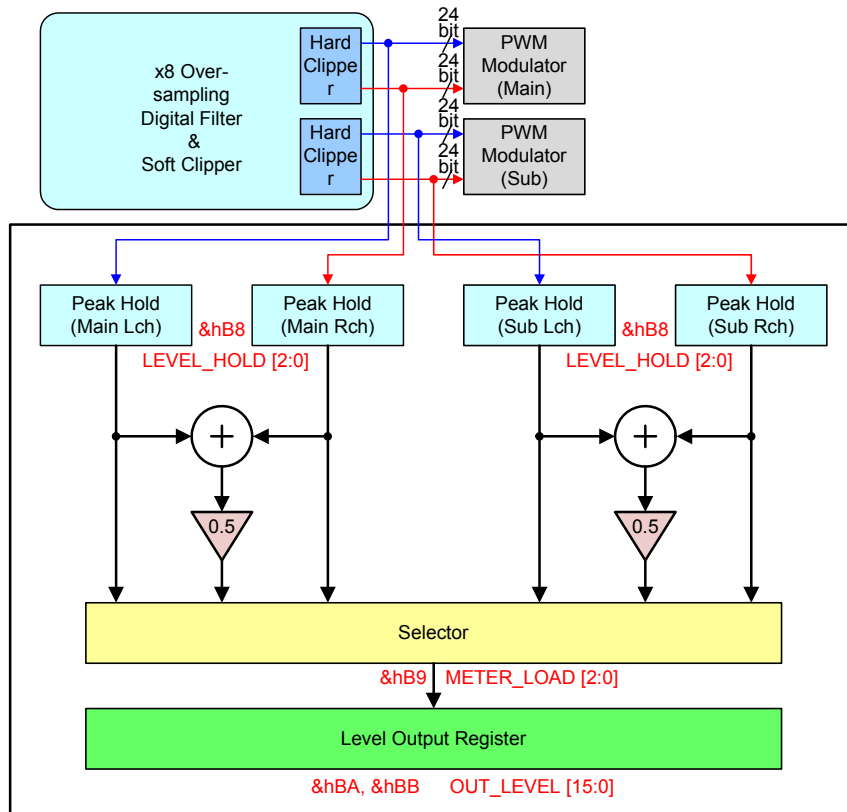 x8 Over-
sampling
Digital Filter
&
Soft Clipper
Hard
Clippe
r
Hard
Clippe
r
24
bit
24
bit
24
bit
24
bit
PWM
Modulator
(Main)
PWM
Modulator
(Sub)
Peak Hold
(Main Lch)
&hB8
Peak Hold
(Main Rch)
LEVEL_HOLD [2:0]
Peak Hold
(Sub Lch)
&hB8
Peak Hold
(Sub Rch)
LEVEL_HOLD [2:0]
+
+
0.5
0.5
Selector
&hB9 METER_LOAD [2:0]
Level Output Register
&hBA, &hBB OUT_LEVEL [15:0]